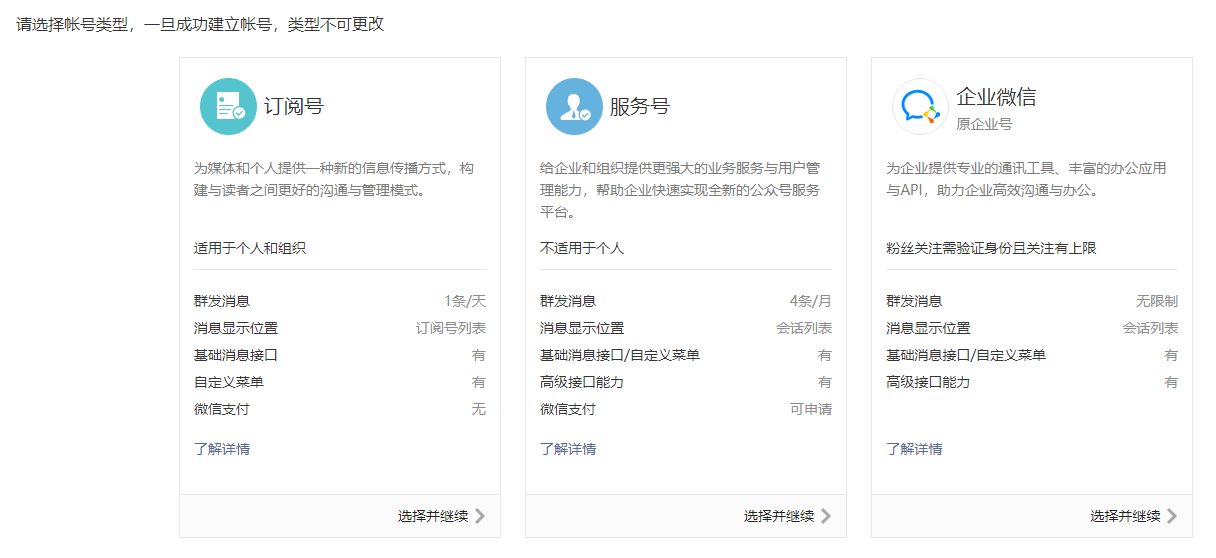 请选择帐号类型，一旦成功建立帐号，类型不可更改
订阅号
为媒体和个人提供一种新的信息传播方式，构
建与读者之间更好的沟通与管理模式。
适用于个人和组织
群发消息 1条/天
消息显示位置 订阅号列表
基础消息接口 有
自定义菜单 有
微信支付 无
了解详情
选择并继续
服务号
给企业和组织提供更强大的业务服务与用户管
理能力，帮助企业快速实现全新的公众号服务
平台。
不适用于个人
群发消息 4条/月
消息显示位置 会话列表
基础消息接口/自定义菜单 有
高级接口能力 有
微信支付 可申请
了解详情
选择并继续
企业微信
原企业号
为企业提供专业的通讯工具、丰富的办公应用
与API，助力企业高效沟通与办公。
粉丝关注需验证身份且关注有上限
群发消息 无限制
消息显示位置 会话列表
基础消息接口/自定义菜单 有
高级接口能力 有
了解详情
选择并继续